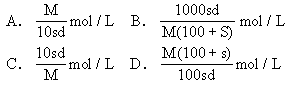 A. M/10sd mol / L B. 1000sd/M(100 + S) mol / L
C. 10sd/M mol / L D. M(100 + s)/100sd mol / L